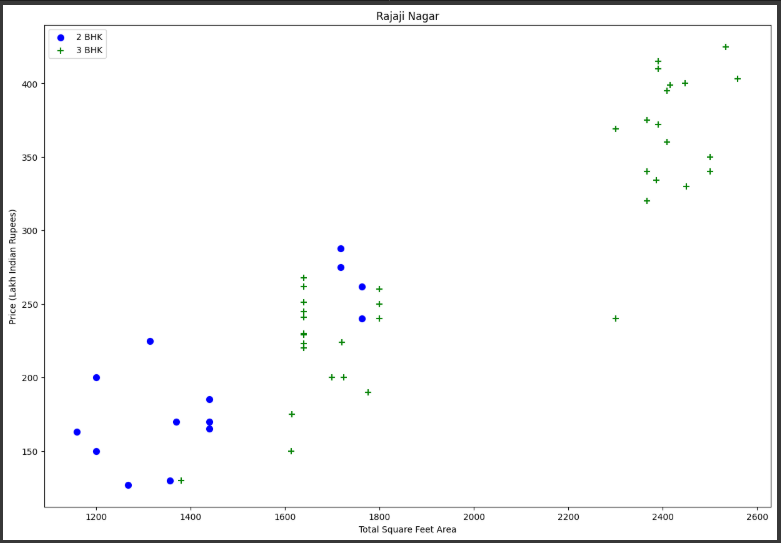 Rajaji Nagar
2 BHK
3 BHK
400
350
300
250
200
150
Price (Lakh Indian Rupees)
1200 1400 1600 1800 2000 2200 2400 2600
Total Square Feet Area